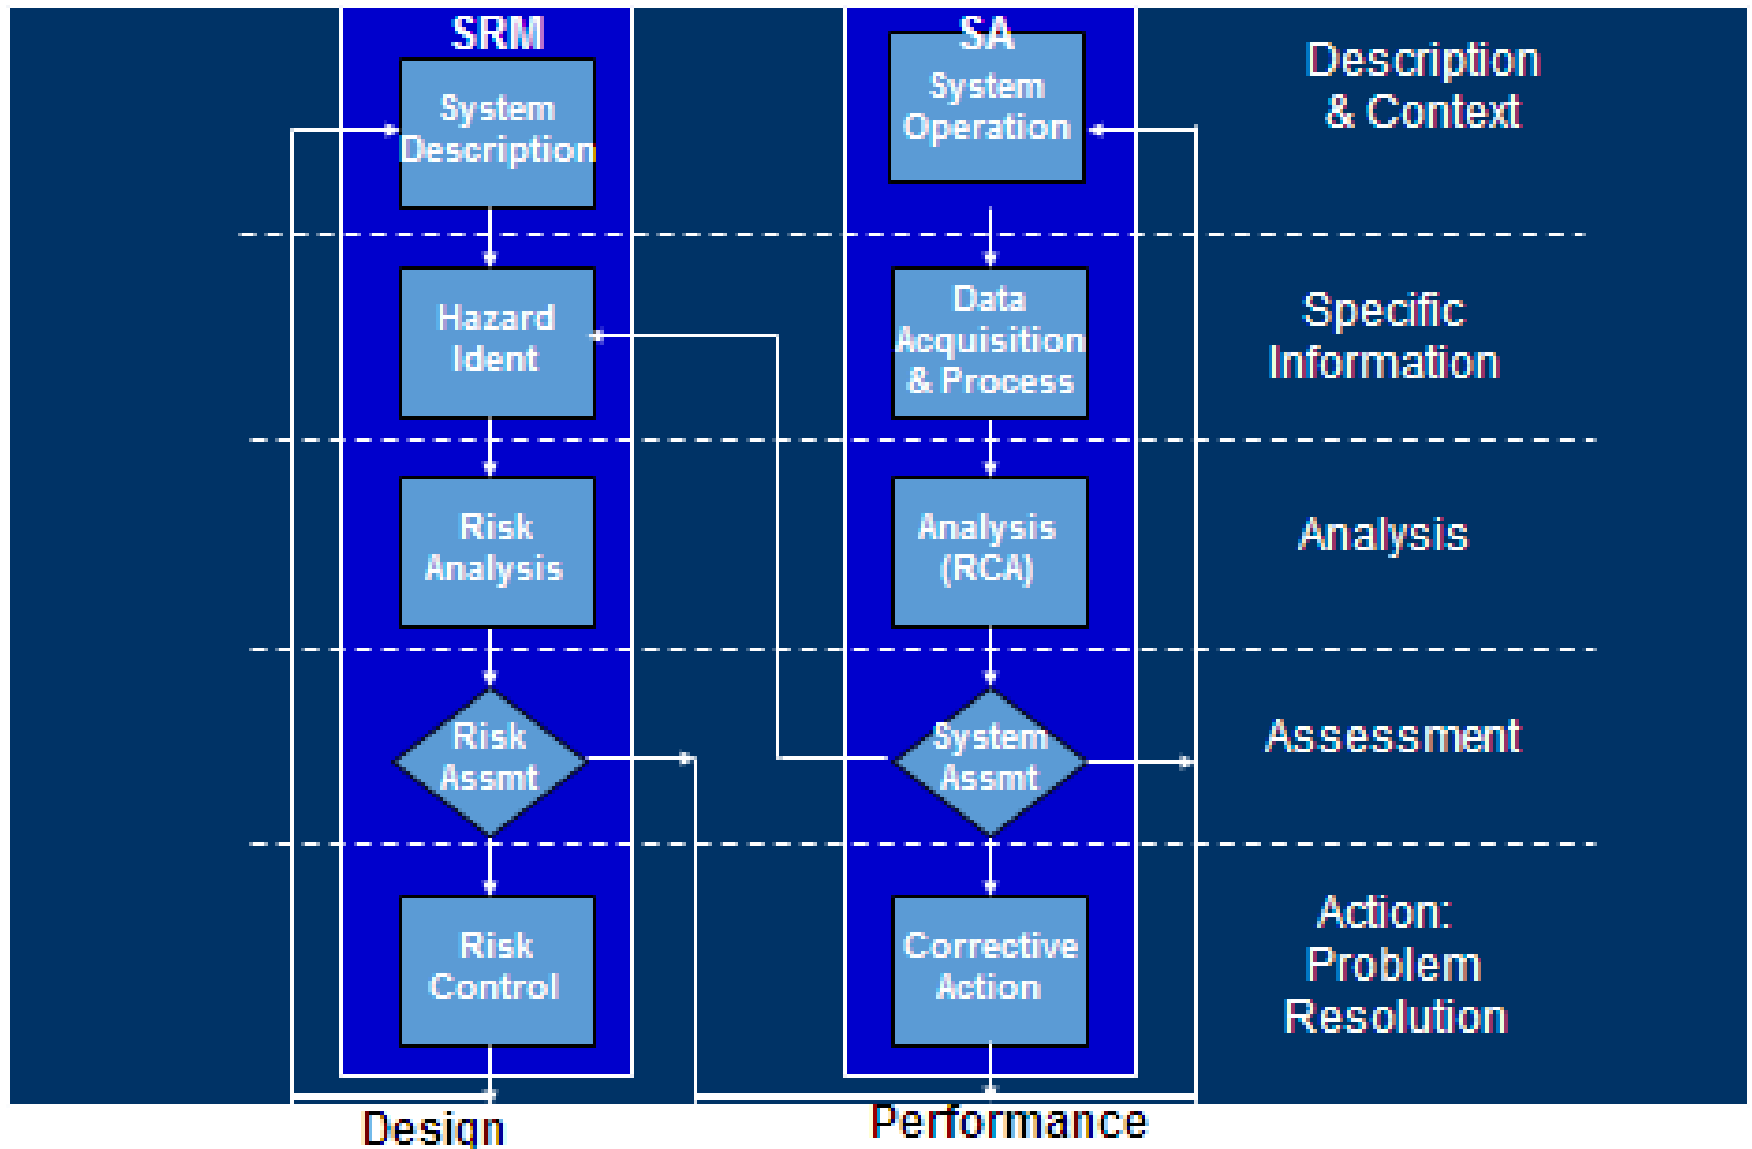 SRM
System
Description
Hazard
Ident
Risk
Analysis
Risk
Assmt
Risk
Control
Design
SA
System
Operation
Data
Acquisition
& Process
Analysis
(RCA)
System
Assmt
Corrective
Action
Performance
Description
& Context
Specific
Information
Analysis
Assessment
Action:
Problem
Resolution